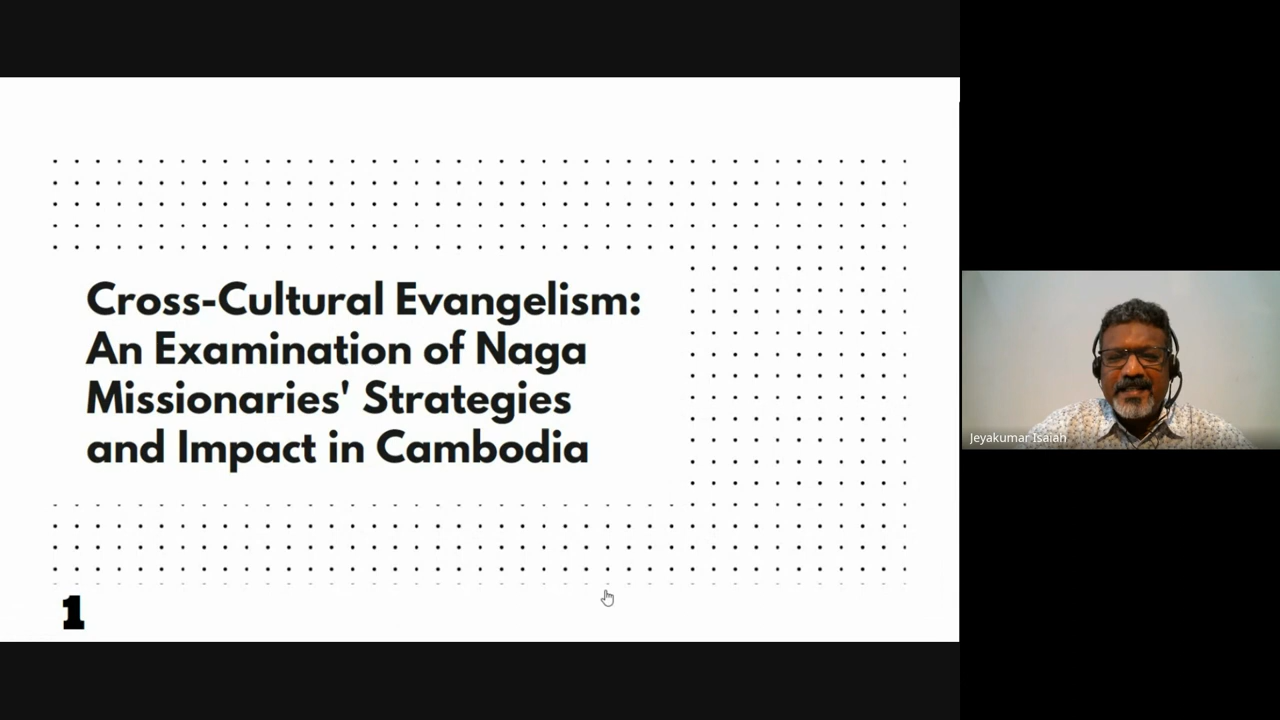 Cross-Cultural Evangelism:
An Examination of Naga
Missionaries' Strategies
and Impact in Cambodia
1
Jeyakumar Isaiah